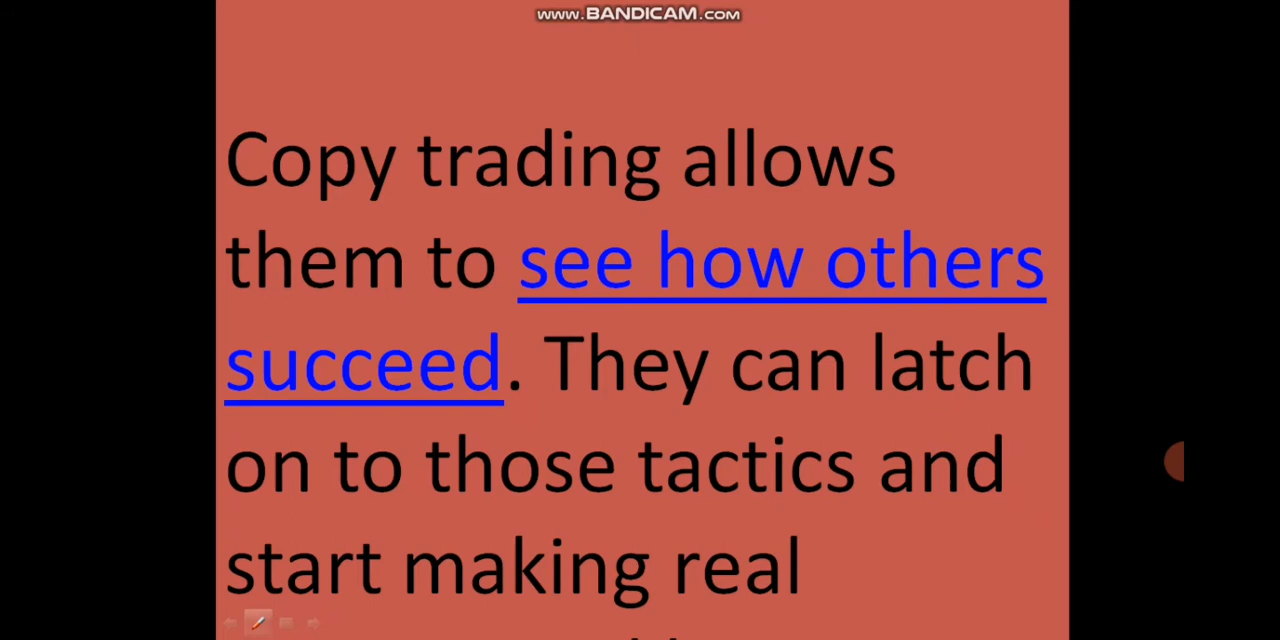 www.BANDICAM.com
Copy trading allows
them to see how others
succeed. They can latch
on to those tactics and
start making real